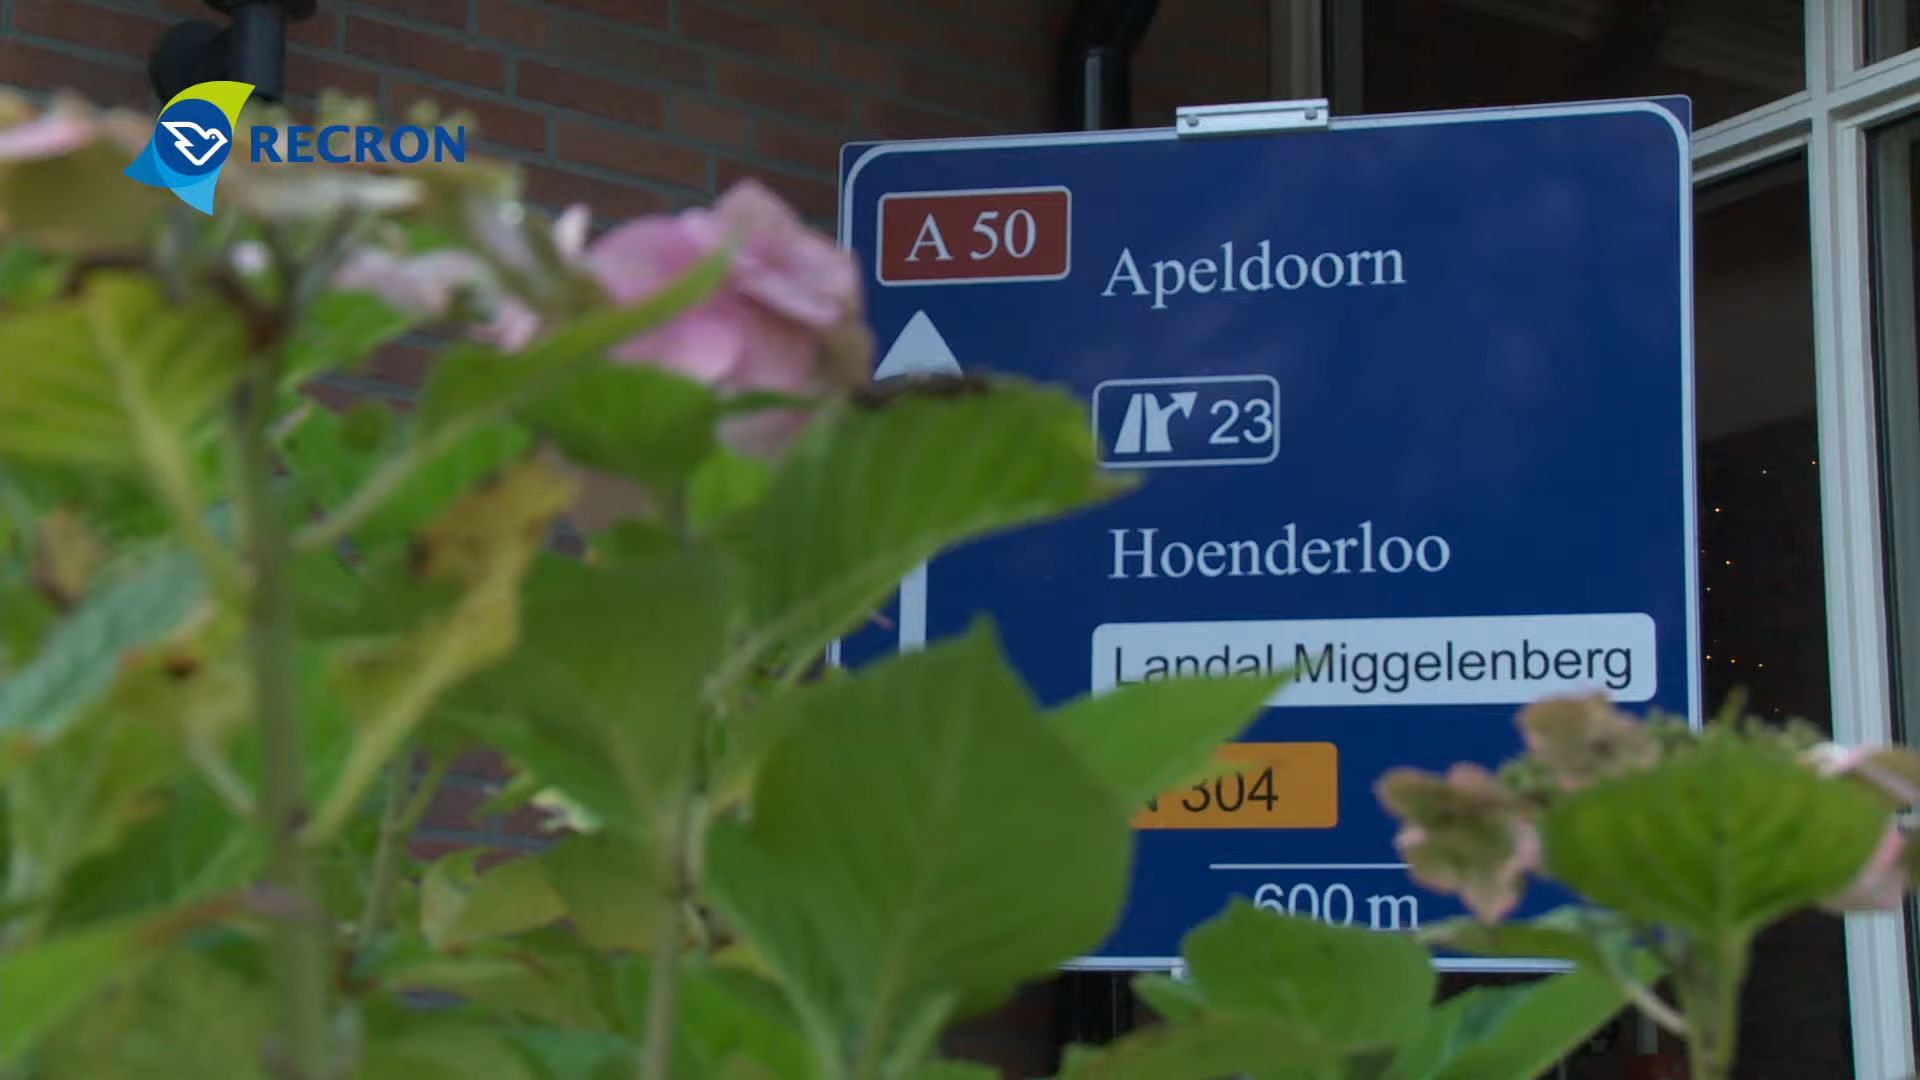 RECRON
A 50
Apeldoorn
23
Hoenderloo
Landal Miggelenberg
304
600 m